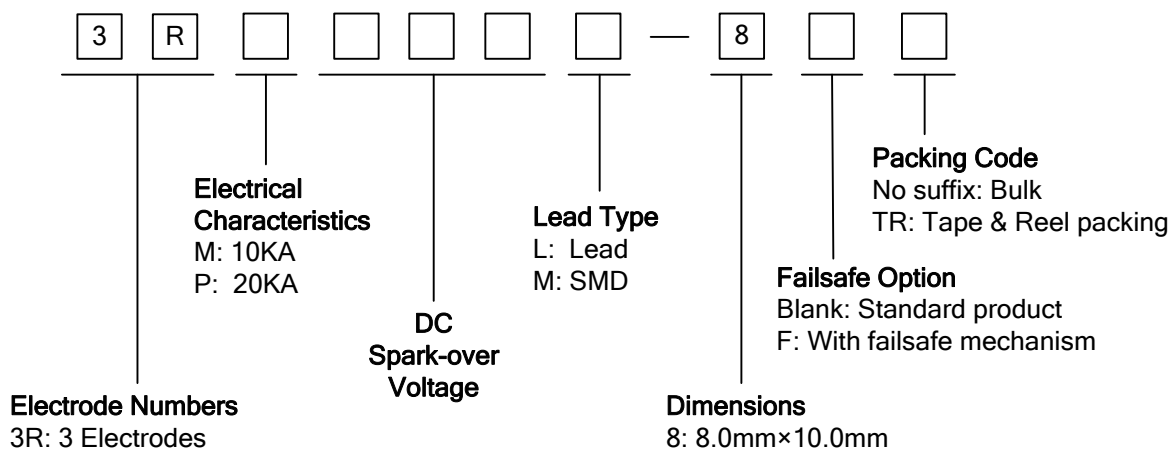 3 R — 8
Packing Code
No suffix: Bulk
TR: Tape & Reel packing
Electrical
Characteristics
M: 10KA
P: 20KA
Lead Type
L: Lead
M: SMD
Failsafe Option
Blank: Standard product
F: With failsafe mechanism
DC
Spark-over
Voltage
Electrode Numbers
3R: 3 Electrodes
Dimensions
8: 8.0mm×10.0mm